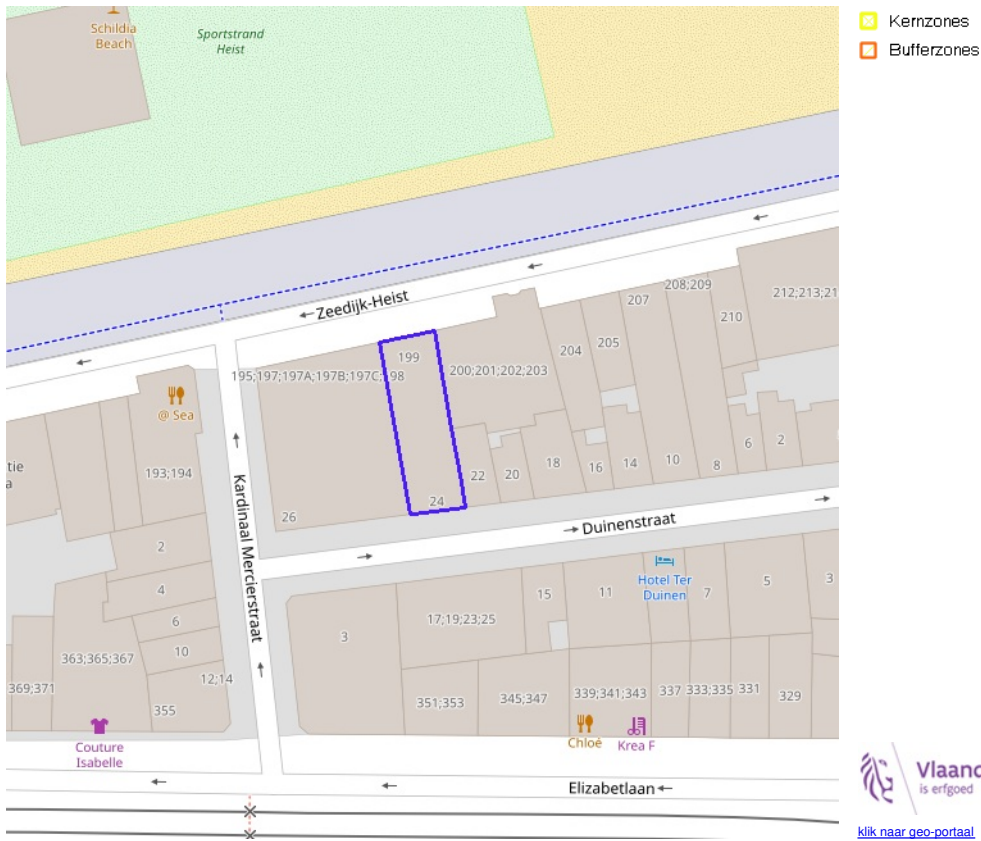 Kernzones
Bufferzones
Schildia
Beach
Sportstrand
Heist
Zeedijk-Heist
208;209
207
212;213;21
210
205
204
199
200;201;202;203
195;197;197A;197B;197C;198
@ Sea
193;194
tie
a
6
2
18
14
10
8
16
20
22
24
26
Kardinaal Mercierstraat
Duinenstraat
2
4
6
10
12;14
363;365;367
369;371
355
Hotel Ter
Duinen
15
11
7
5
3
17;19;23;25
3
351;353
345;347
339;341;343
337
333;335
331
329
Chloé
Krea F
Couture
Isabelle
Elizabetlaan
Vlaand
is erfgoed
klik naar geo-portaal